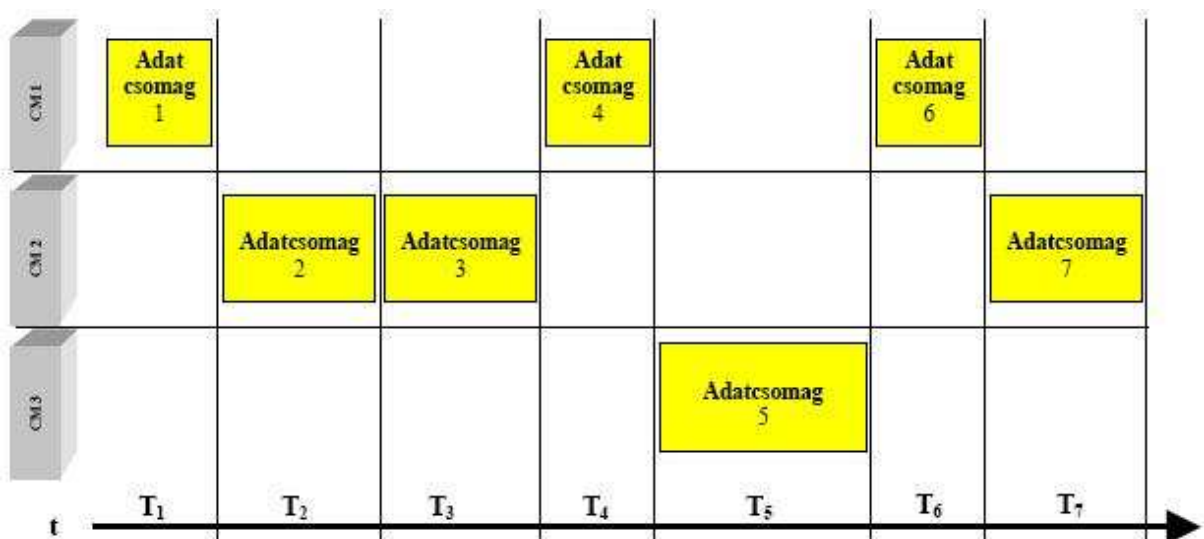 CM1
Adat
csomag
1
Adat
csomag
4
Adat
csomag
6
CM2
Adatcsomag
2
Adatcsomag
3
Adatcsomag
7
CM3
Adatcsomag
5
t
T₁ T₂ T₃ T₄ T₅ T₆ T₇